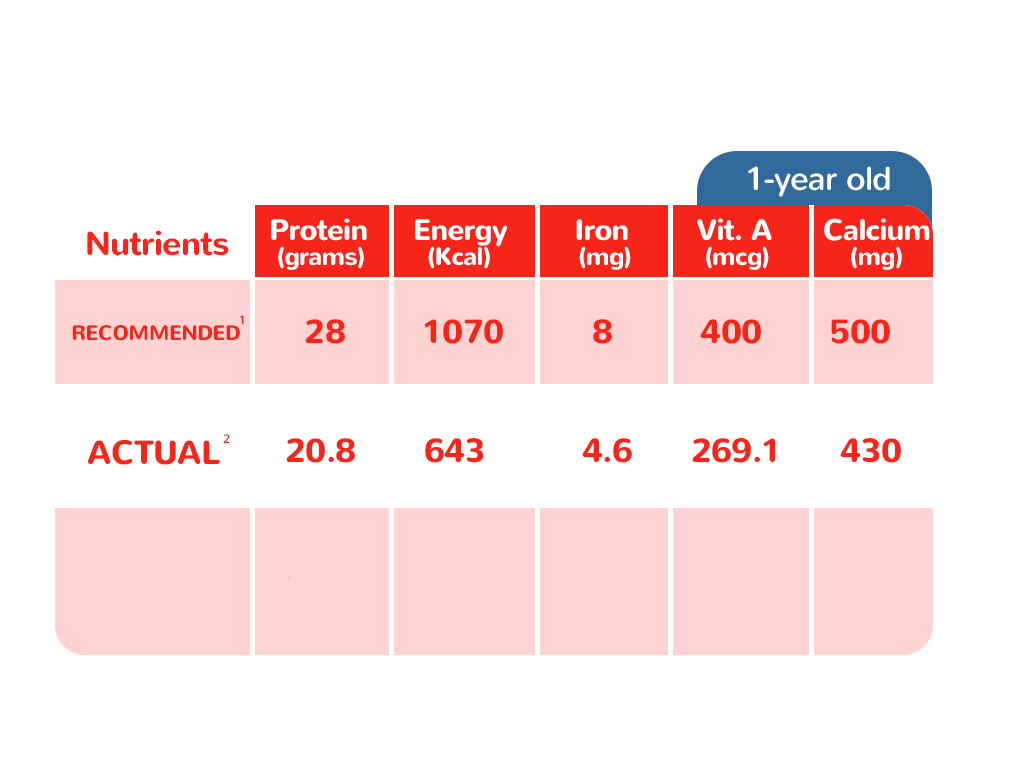 1-year old
Nutrients
Protein (grams)
Energy (Kcal)
Iron (mg)
Vit. A (mcg)
Calcium (mg)
RECOMMENDED¹ 28 1070 8 400 500
ACTUAL² 20.8 643 4.6 269.1 430